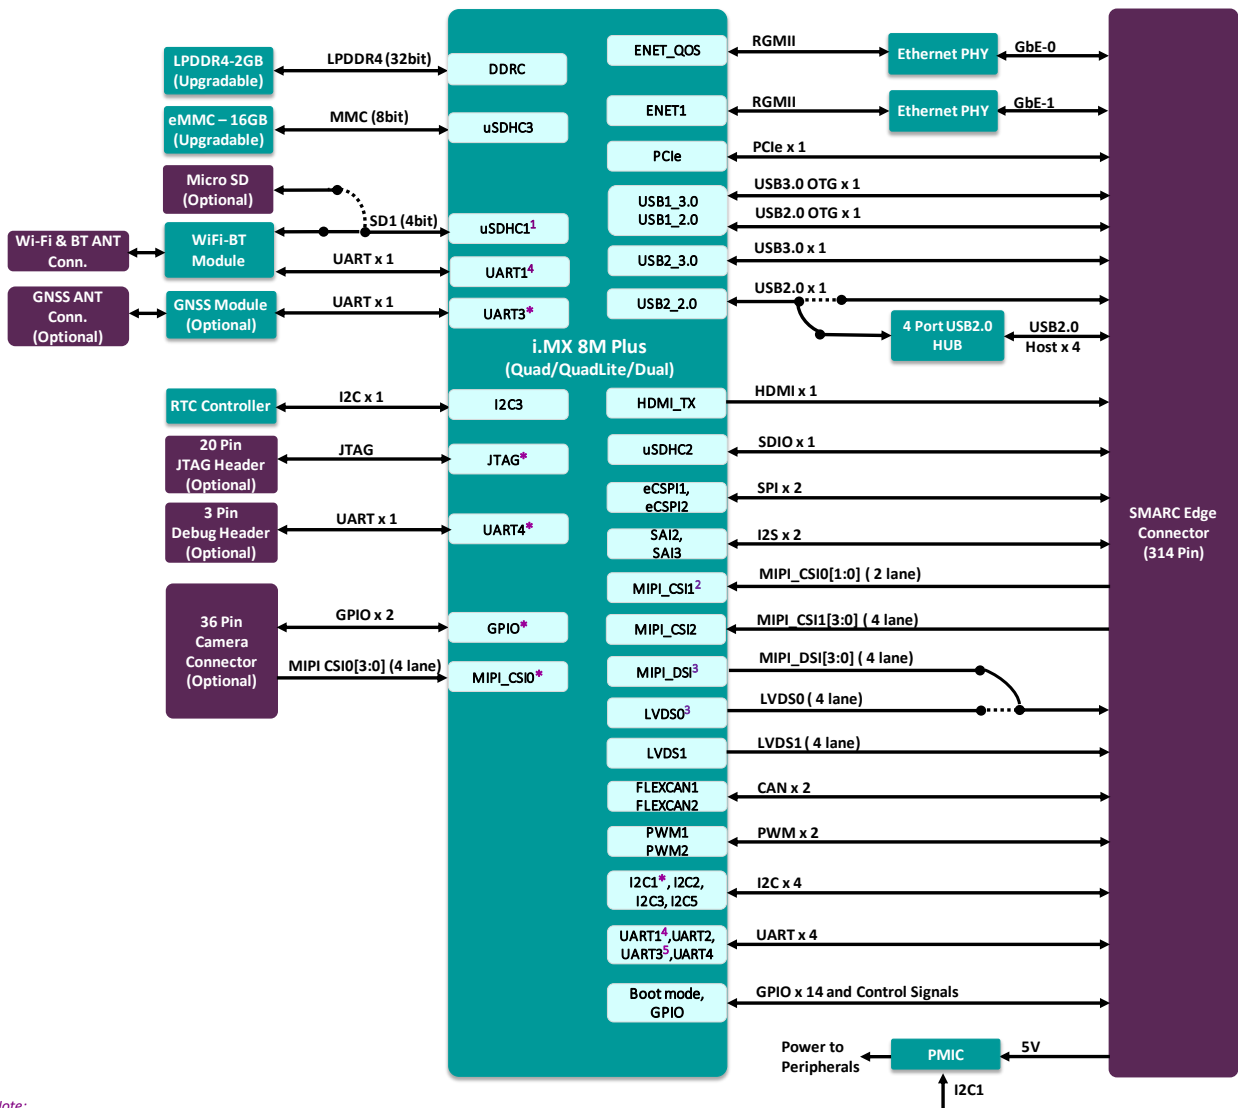 LPDDR4-2GB
(Upgradable)
LPDDR4 (32bit)
DDRC
eMMC – 16GB
(Upgradable)
MMC (8bit)
uSDHC3
Micro SD
(Optional)
SD1 (4bit)
uSDHC1¹
Wi-Fi & BT ANT
Conn.
WiFi-BT
Module
UART x 1
UART1⁴
GNSS ANT
Conn.
(Optional)
GNSS Module
(Optional)
UART x 1
UART3*
i.MX 8M Plus
(Quad/QuadLite/Dual)
RTC Controller
I2C x 1
I2C3
20 Pin
JTAG Header
(Optional)
JTAG
JTAG*
3 Pin
Debug Header
(Optional)
UART x 1
UART4*
36 Pin
Camera
Connector
(Optional)
GPIO x 2
GPIO*
MIPI CSI0[3:0] (4 lane)
MIPI_CSI0*
ENET_QOS
RGMII
Ethernet PHY
GbE-0
ENET1
RGMII
Ethernet PHY
GbE-1
PCIe
PCIe x 1
USB1_3.0
USB1_2.0
USB3.0 OTG x 1
USB2.0 OTG x 1
USB2_3.0
USB3.0 x 1
USB2_2.0
USB2.0 x 1
4 Port USB2.0
HUB
USB2.0
Host x 4
HDMI_TX
HDMI x 1
uSDHC2
SDIO x 1
eCSPI1,
eCSPI2
SPI x 2
SAI2,
SAI3
I2S x 2
MIPI_CSI1²
MIPI_CSI0[1:0] ( 2 lane)
MIPI_CSI2
MIPI_CSI1[3:0] ( 4 lane)
MIPI_DSI³
MIPI_DSI[3:0] ( 4 lane)
LVDS0³
LVDS0 ( 4 lane)
LVDS1
LVDS1 ( 4 lane)
FLEXCAN1
FLEXCAN2
CAN x 2
PWM1
PWM2
PWM x 2
I2C1*, I2C2,
I2C3, I2C5
I2C x 4
UART1⁴,UART2,
UART3⁵,UART4
UART x 4
Boot mode,
GPIO
GPIO x 14 and Control Signals
SMARC Edge
Connector
(314 Pin)
Power to
Peripherals
PMIC
5V
I2C1